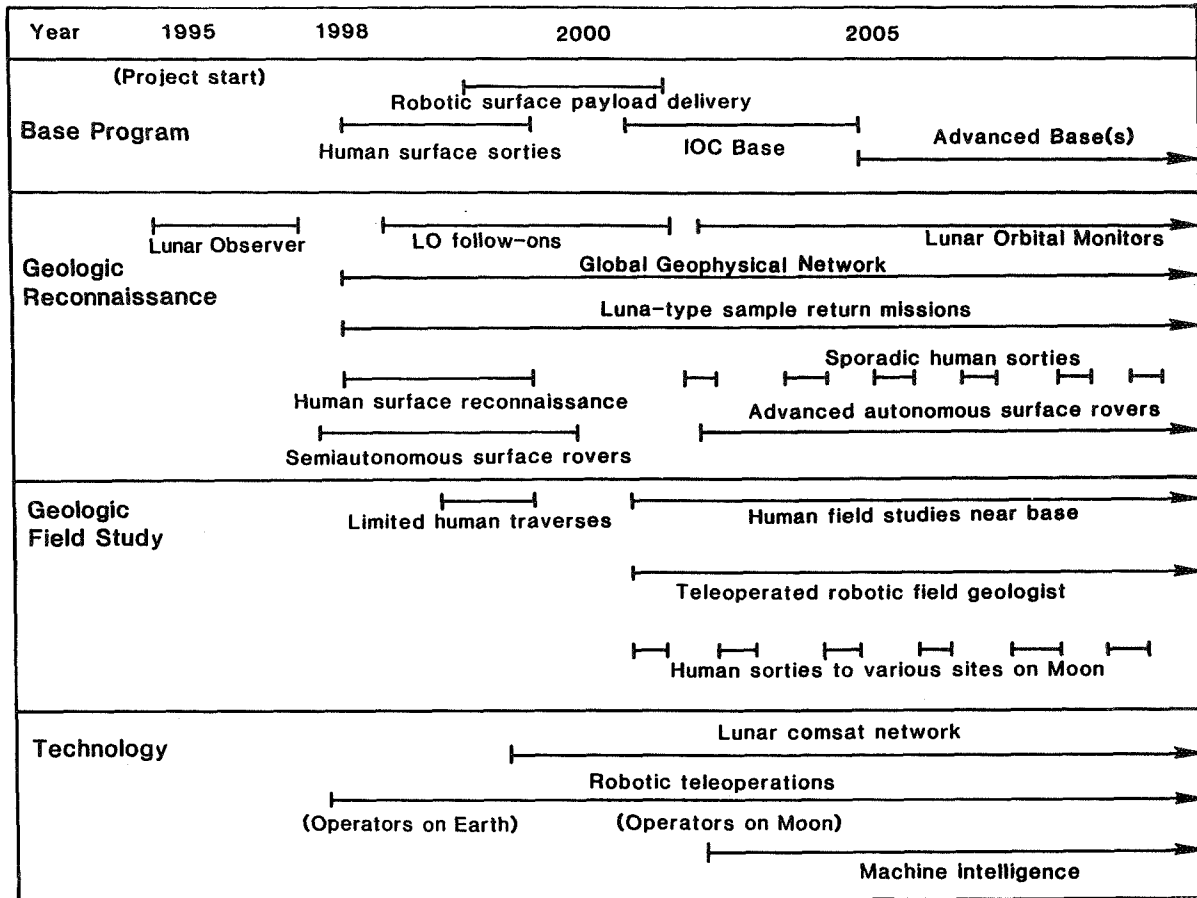 Year 1995 1998 2000 2005
(Project start)
Robotic surface payload delivery
Base Program
Human surface sorties
IOC Base
Advanced Base(s)
Lunar Observer
LO follow-ons
Lunar Orbital Monitors
Geologic
Reconnaissance
Global Geophysical Network
Luna-type sample return missions
Sporadic human sorties
Human surface reconnaissance
Advanced autonomous surface rovers
Semiautonomous surface rovers
Geologic
Field Study
Limited human traverses
Human field studies near base
Teleoperated robotic field geologist
Human sorties to various sites on Moon
Technology
Lunar comsat network
Robotic teleoperations
(Operators on Earth) (Operators on Moon)
Machine intelligence